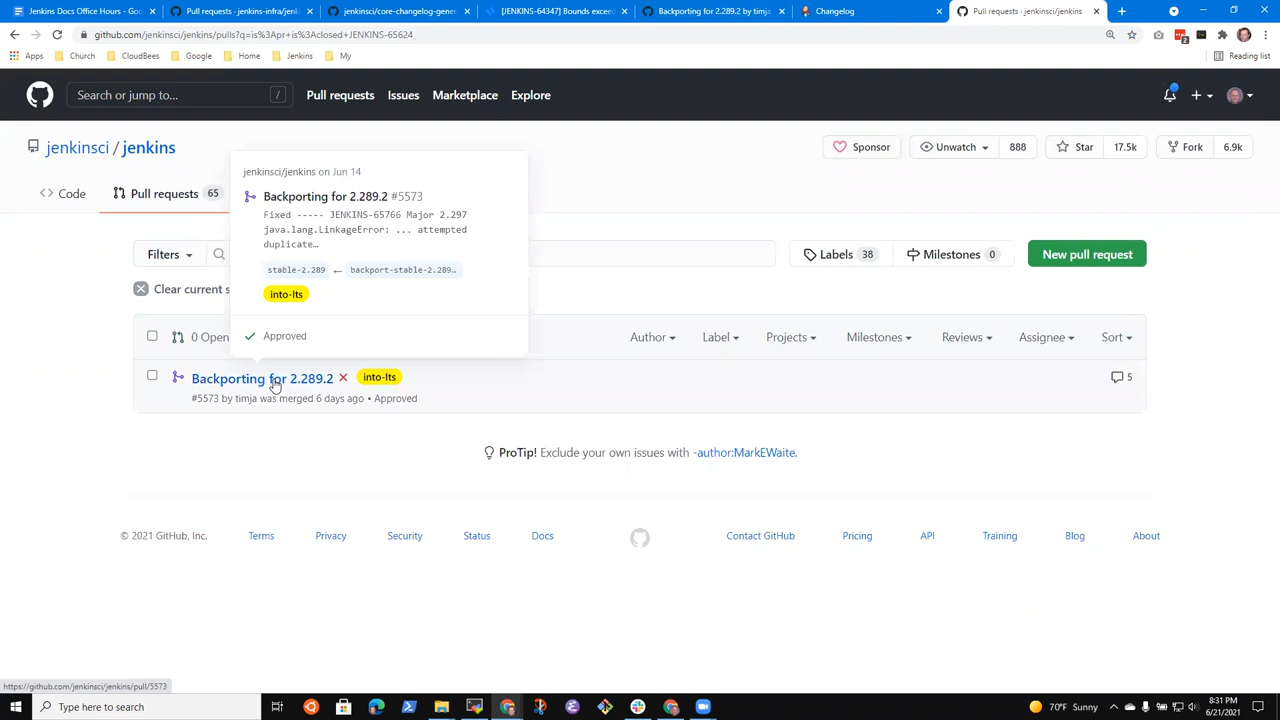 Jenkins Docs Office Hours - Goo
Pull requests · jenkins-infra/jenkin
jenkinsci/core-changelog-gener
[JENKINS-64347] Bounds exceed
Backporting for 2.289.2 by timja
Changelog
Pull requests · jenkinsci/jenkins
github.com/jenkinsci/jenkins/pulls?q=is%3Apr+is%3Aclosed+JENKINS-65624
Apps
Church
CloudBees
Google
Home
Jenkins
My
Reading list
Search or jump to...
/
Pull requests
Issues
Marketplace
Explore
jenkinsci / jenkins
Sponsor
Unwatch
888
Star
17.5k
Fork
6.9k
Code
Pull requests
65
jenkinsci/jenkins on Jun 14
Backporting for 2.289.2 #5573
Fixed ----- JENKINS-65766 Major 2.297
java.lang.LinkageError: ... attempted
duplicate…
stable-2.289 ← backport-stable-2.289…
into-lts
Approved
Filters
Labels 38
Milestones 0
New pull request
Clear current s
0 Open
Author
Label
Projects
Milestones
Reviews
Assignee
Sort
Backporting for 2.289.2
into-lts
5
#5573 by timja was merged 6 days ago • Approved
ProTip! Exclude your own issues with -author:MarkEWaite.
© 2021 GitHub, Inc.
Terms
Privacy
Security
Status
Docs
Contact GitHub
Pricing
API
Training
Blog
About
https://github.com/jenkinsci/jenkins/pull/5573
Type here to search
70°F Sunny
8:31 PM
6/21/2021